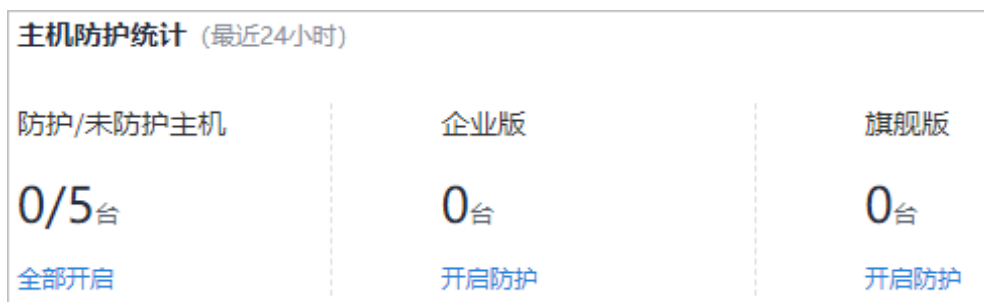 主机防护统计 (最近24小时)
防护/未防护主机 企业版 旗舰版
0/5台 0台 0台
全部开启 开启防护 开启防护